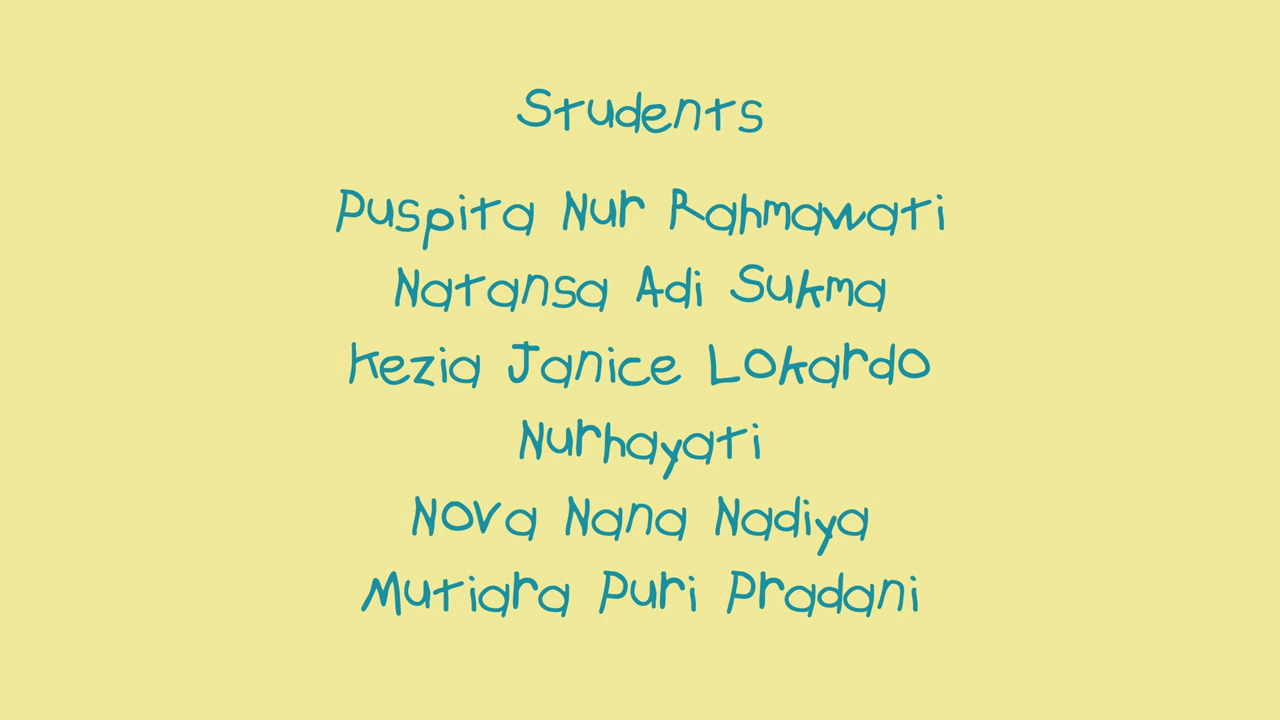 Students
Puspita Nur Rahmawati
Natansa Adi Sukma
Kezia Janice Lokardo
Nurhayati
Nova Nana Nadiya
Mutiara Puri Pradani